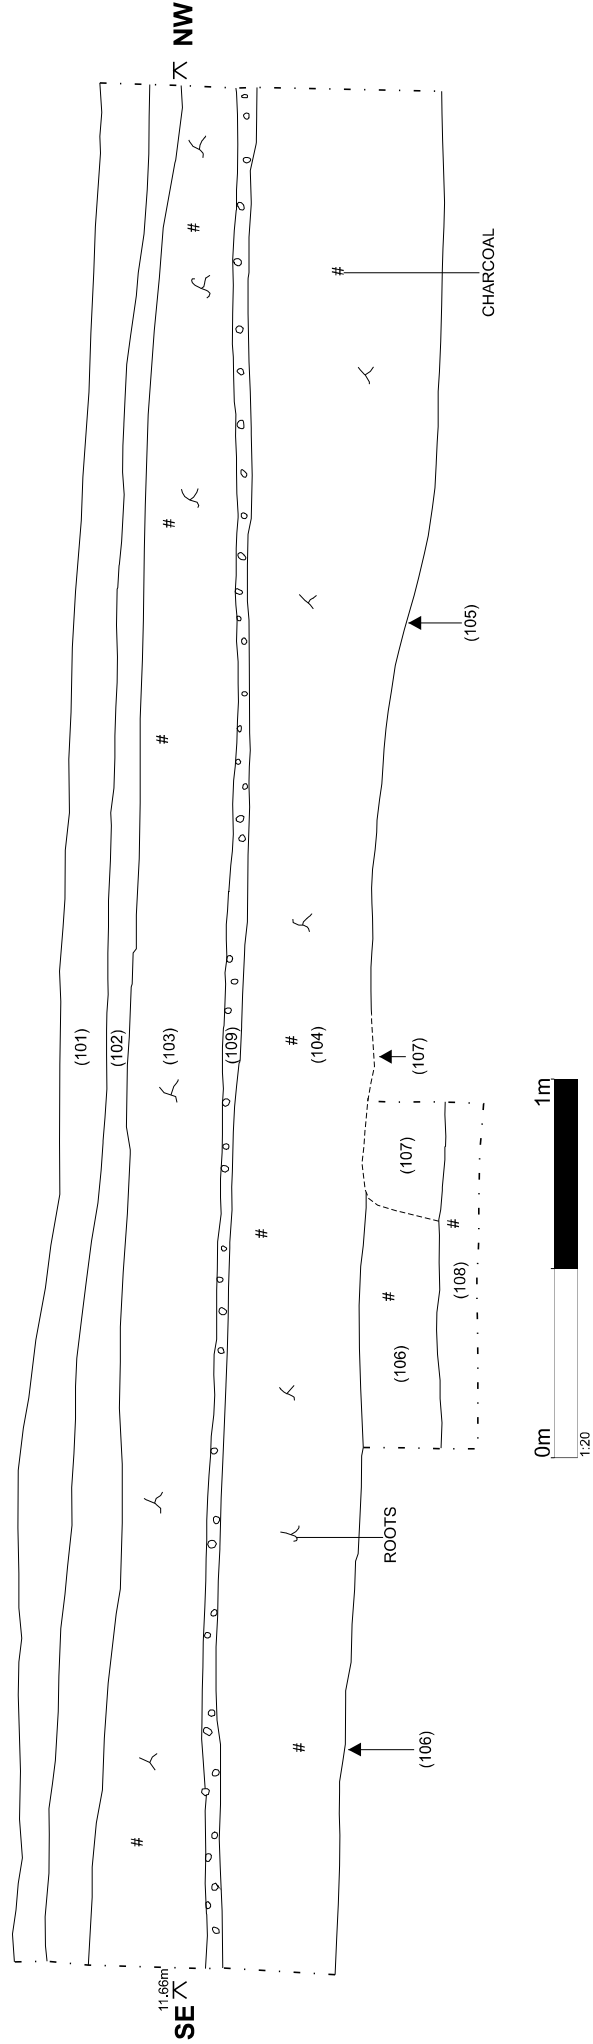 SE
11.66m
NW
(101)
(102)
(103)
(109)
(104)
(107)
(107)
(106)
(108)
(106)
(105)
ROOTS
CHARCOAL
0m
1m
1:20